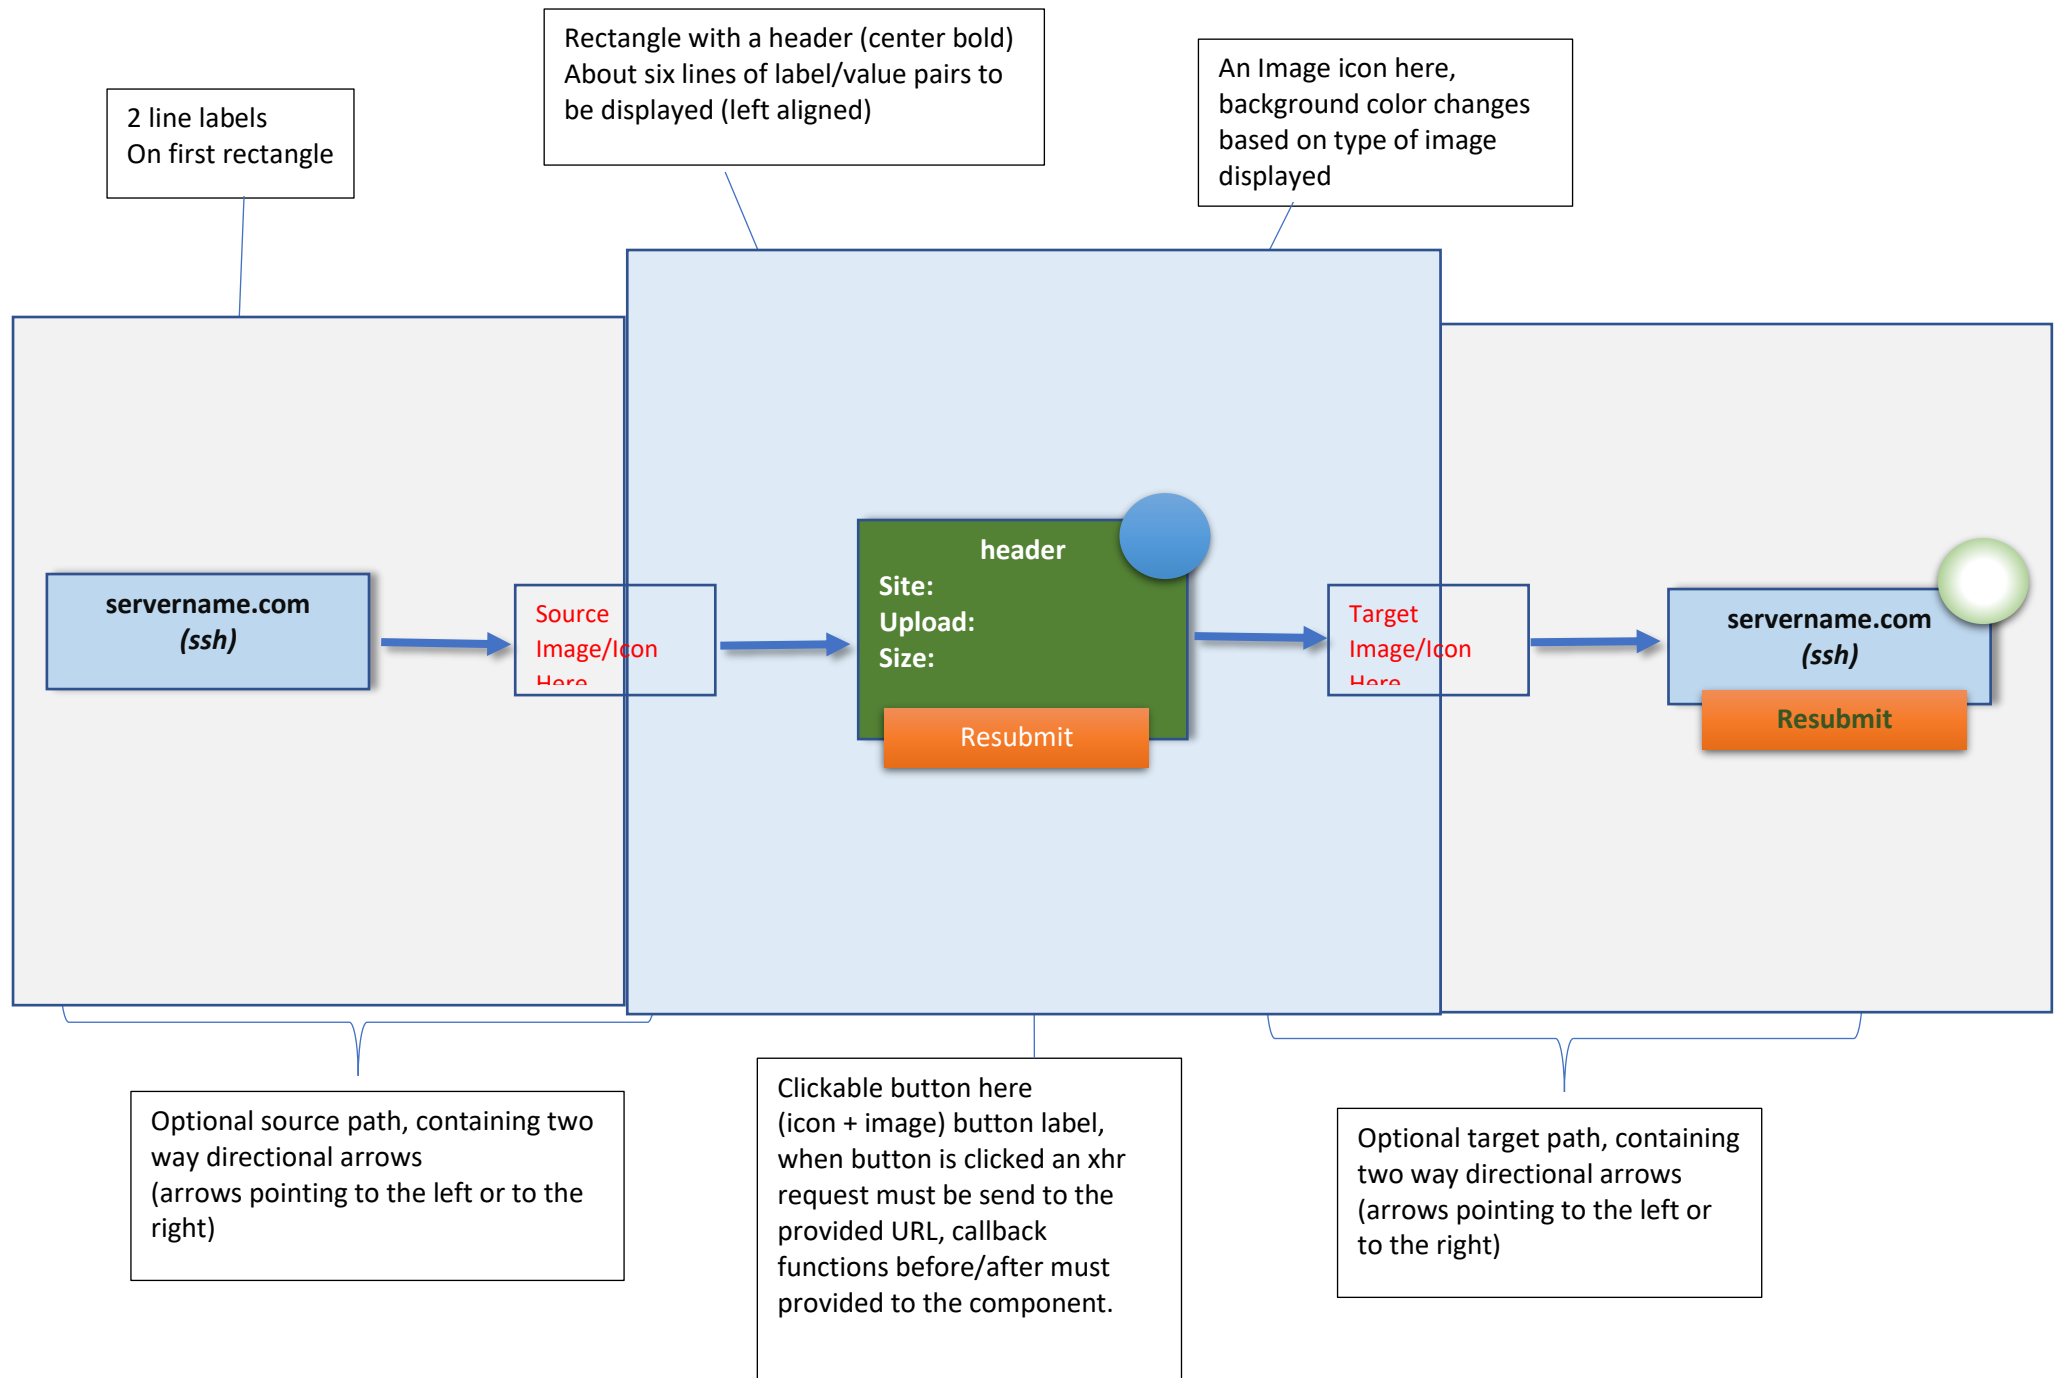 Rectangle with a header (center bold)
About six lines of label/value pairs to
be displayed (left aligned)
An Image icon here,
background color changes
based on type of image
displayed
2 line labels
On first rectangle
servername.com
(ssh)
Source
Image/Icon
Here
header
Site:
Upload:
Size:
Resubmit
Target
Image/Icon
Here
servername.com
(ssh)
Resubmit
Optional source path, containing two
way directional arrows
(arrows pointing to the left or to the
right)
Clickable button here
(icon + image) button label,
when button is clicked an xhr
request must be send to the
provided URL, callback
functions before/after must
provided to the component.
Optional target path, containing
two way directional arrows
(arrows pointing to the left or
to the right)